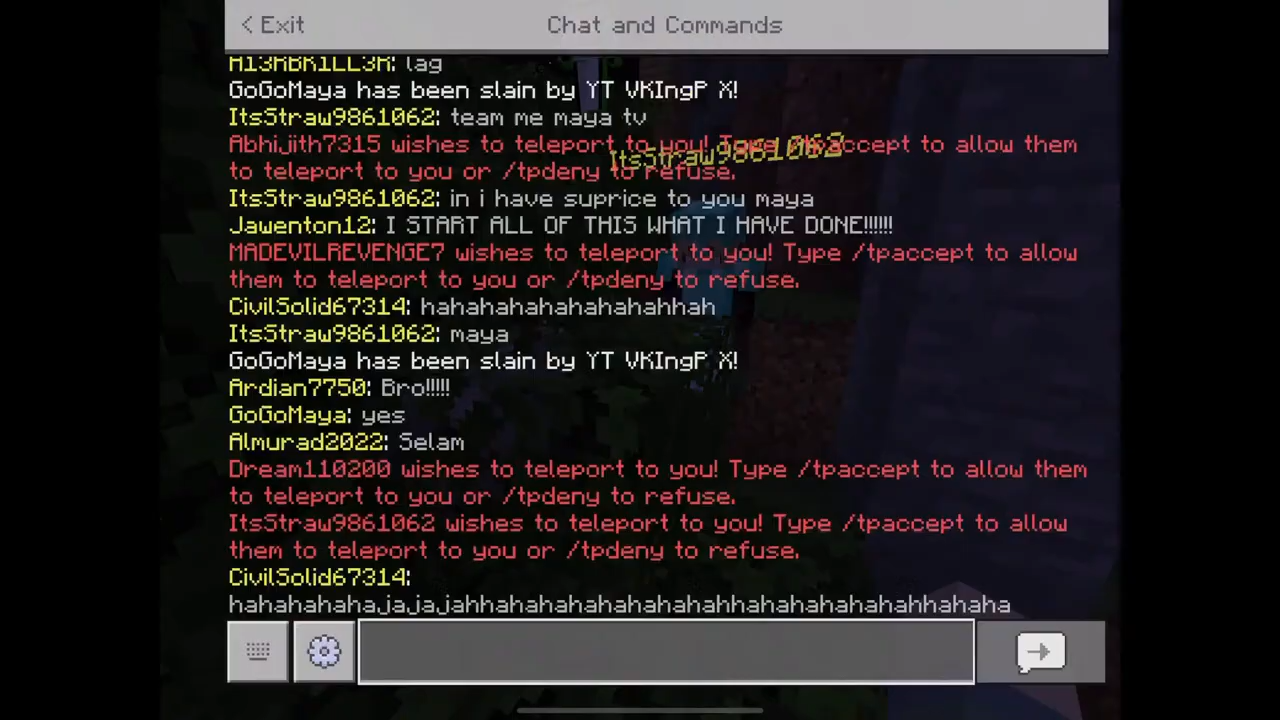 < Exit
Chat and Commands
A13RBK1LL3R: lag
GoGoMaya has been slain by YT VKIngP X!
ItsStraw9861062: team me maya tv
Abhijith7315 wishes to teleport to you! Type /tpaccept to allow them
to teleport to you or /tpdeny to refuse.
ItsStraw9861062
ItsStraw9861062: in i have suprice to you maya
Jawenton12: I START ALL OF THIS WHAT I HAVE DONE!!!!!!
MADEVILREVENGE7 wishes to teleport to you! Type /tpaccept to allow
them to teleport to you or /tpdeny to refuse.
CivilSolid67314: hahahahahahahahahhah
ItsStraw9861062: maya
GoGoMaya has been slain by YT VKIngP X!
Ardian7750: Bro!!!!!
GoGoMaya: yes
Almurad2022: Selam
Dream110200 wishes to teleport to you! Type /tpaccept to allow them
to teleport to you or /tpdeny to refuse.
ItsStraw9861062 wishes to teleport to you! Type /tpaccept to allow
them to teleport to you or /tpdeny to refuse.
CivilSolid67314:
hahahahahajajajajahhahahahahahahahahhahahahahahahhahaha